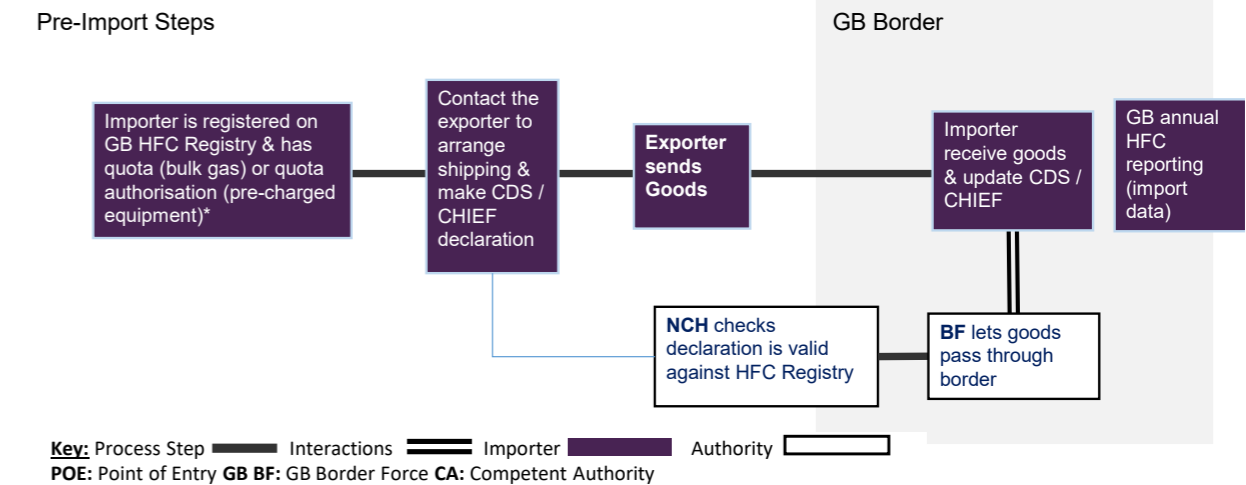 Pre-Import Steps
GB Border
Importer is registered on
GB HFC Registry & has
quota (bulk gas) or quota
authorisation (pre-charged
equipment)*
Contact the
exporter to
arrange
shipping &
make CDS /
CHIEF
declaration
Exporter
sends
Goods
Importer
receive goods
& update CDS /
CHIEF
GB annual
HFC
reporting
(import
data)
NCH checks
declaration is valid
against HFC Registry
BF lets goods
pass through
border
Key: Process Step Interactions Importer Authority
POE: Point of Entry GB BF: GB Border Force CA: Competent Authority